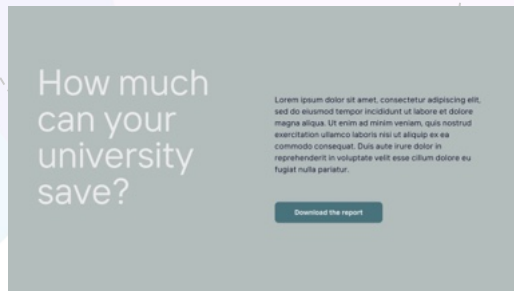 How much
can your
university
save?
Lorem ipsum dolor sit amet, consectetur adipiscing elit,
sed do eiusmod tempor incididunt ut labore et dolore
magna aliqua. Ut enim ad minim veniam, quis nostrud
exercitation ullamco laboris nisi ut aliquip ex ea
commodo consequat. Duis aute irure dolor in
reprehenderit in voluptate velit esse cillum dolore eu
fugiat nulla pariatur.
Download the report